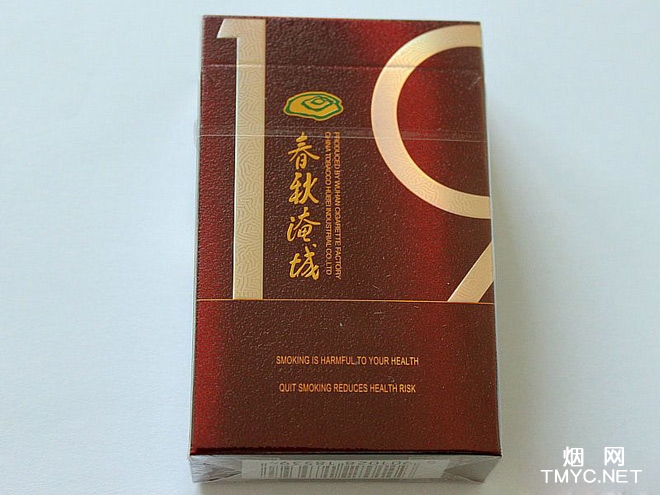 19
春秋淹城
PRODUCED BY WUHAN CIGARETTE FACTORY
CHINA TOBACCO HUBEI INDUSTRIAL CO.,LTD
SMOKING IS HARMFUL,TO YOUR HEALTH
QUIT SMOKING REDUCES HEALTH RISK
烟 网
TMYC.NET